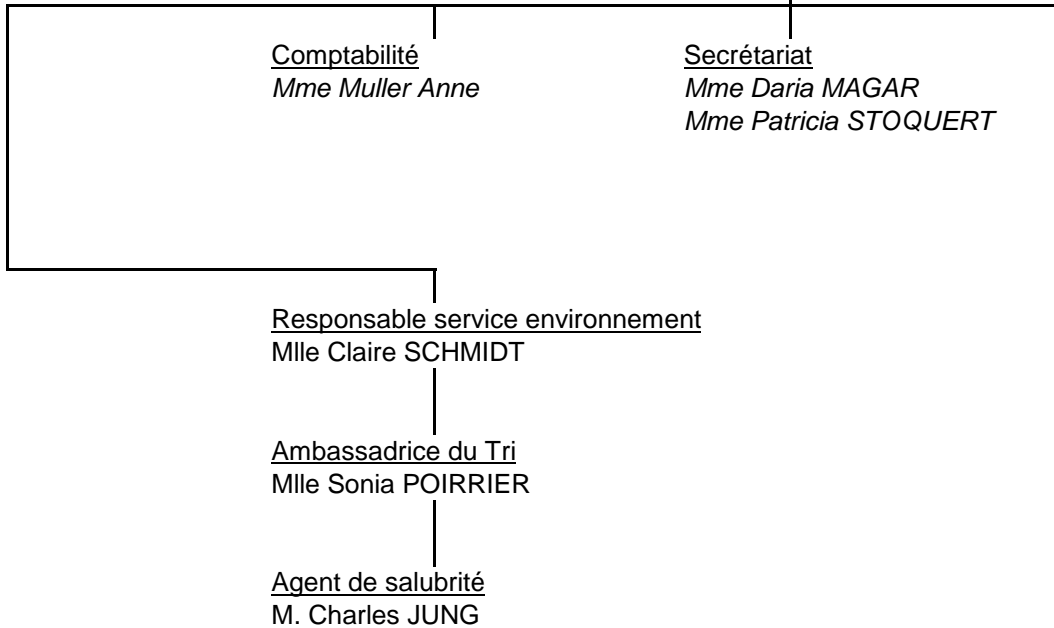 Comptabilité
Mme Muller Anne
Secrétariat
Mme Daria MAGAR
Mme Patricia STOQUERT
Responsable service environnement
Mlle Claire SCHMIDT
Ambassadrice du Tri
Mlle Sonia POIRRIER
Agent de salubrité
M. Charles JUNG